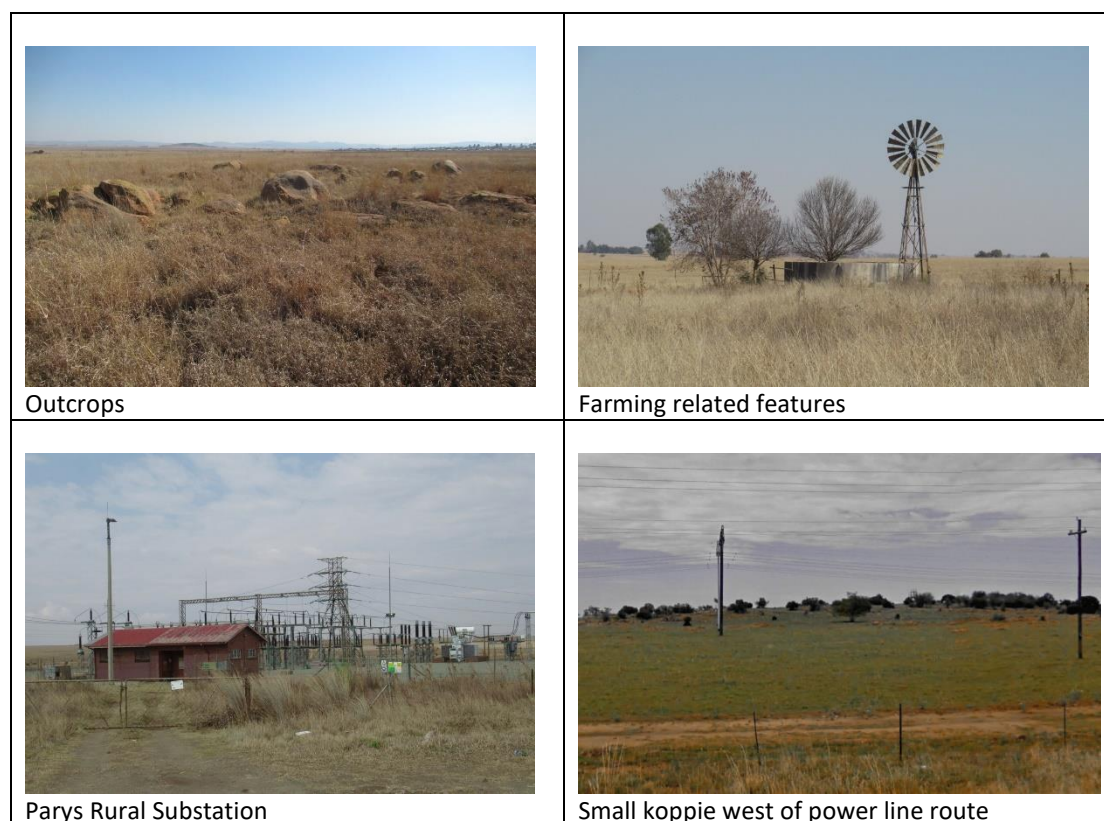 Outcrops
Farming related features
Parys Rural Substation
Small koppie west of power line route